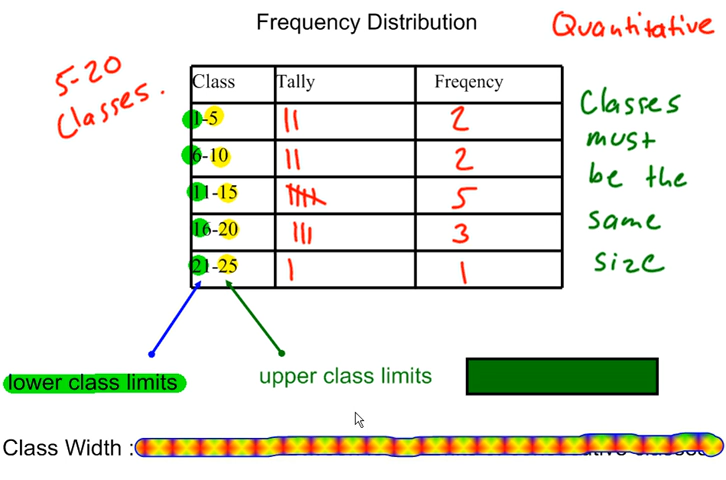 Frequency Distribution
Quantitative
5-20
Classes.
Class Tally Freqency
1-5 || 2
6-10 || 2
11-15 5
16-20 ||| 3
21-25 | 1
Classes
must
be the
same
size
lower class limits
upper class limits
Class Width :